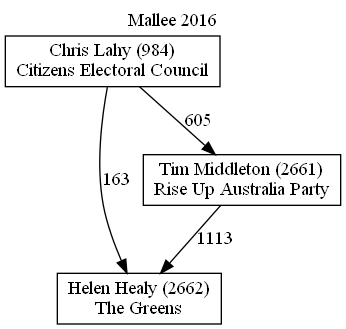 Mallee 2016
Chris Lahy (984)
Citizens Electoral Council
605
163
Tim Middleton (2661)
Rise Up Australia Party
1113
Helen Healy (2662)
The Greens